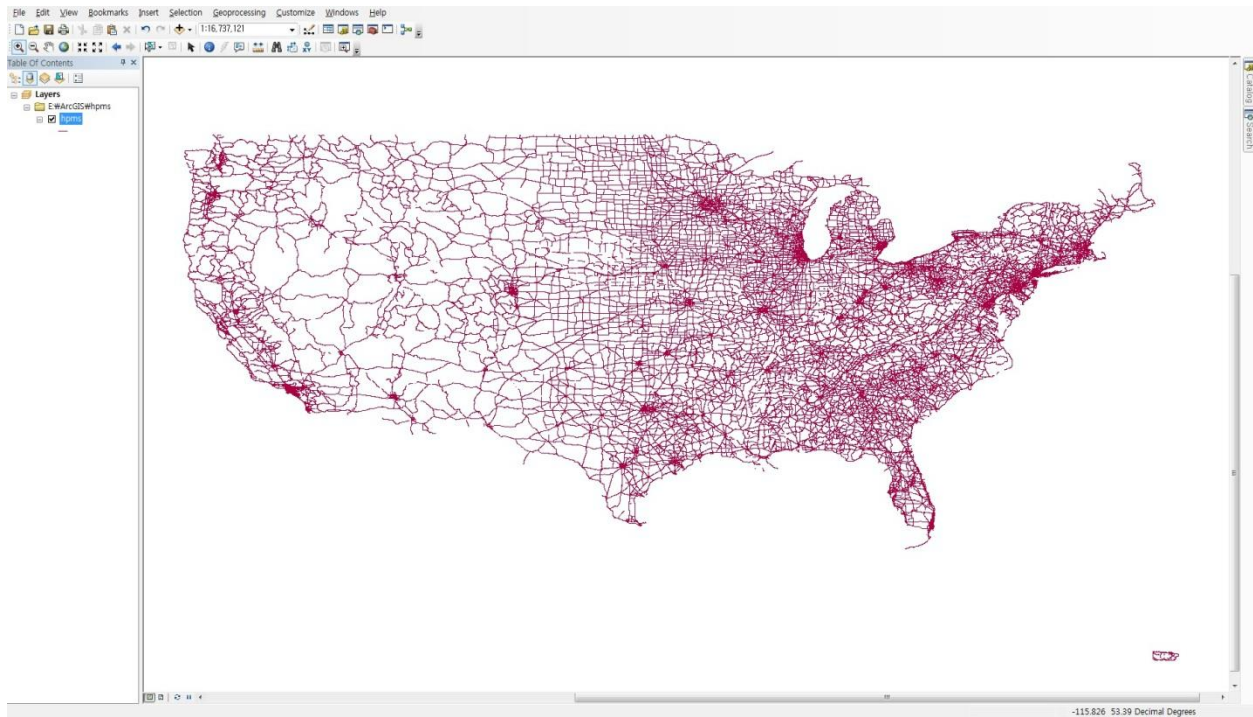 File Edit View Bookmarks Insert Selection Geoprocessing Customize Windows Help
1:16,737,121
Table Of Contents
Layers
E:₩ArcGIS₩hpms
hpms
Catalog
Search
-115.826 53.39 Decimal Degrees